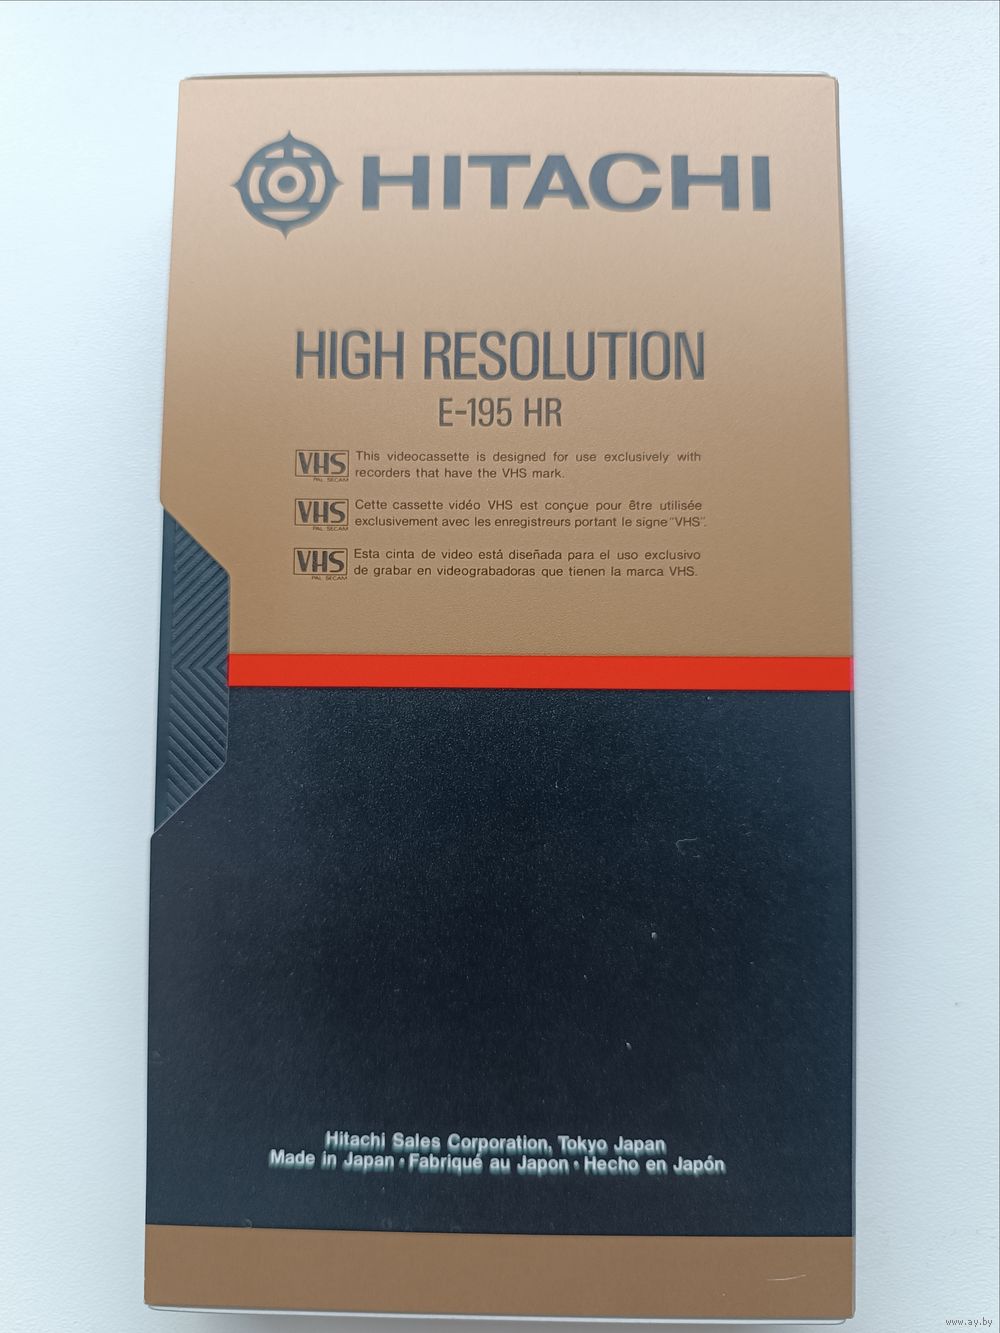 HITACHI
HIGH RESOLUTION
E-195 HR
VHS
PAL SECAM
This videocassette is designed for use exclusively with
recorders that have the VHS mark.
VHS
PAL SECAM
Cette cassette vidéo VHS est conçue pour être utilisée
exclusivement avec les enregistreurs portant le signe "VHS".
VHS
PAL SECAM
Esta cinta de video está diseñada para el uso exclusivo
de grabar en videograbadoras que tienen la marca VHS.
Hitachi Sales Corporation, Tokyo Japan
Made in Japan • Fabriqué au Japon • Hecho en Japón
www.ay.by